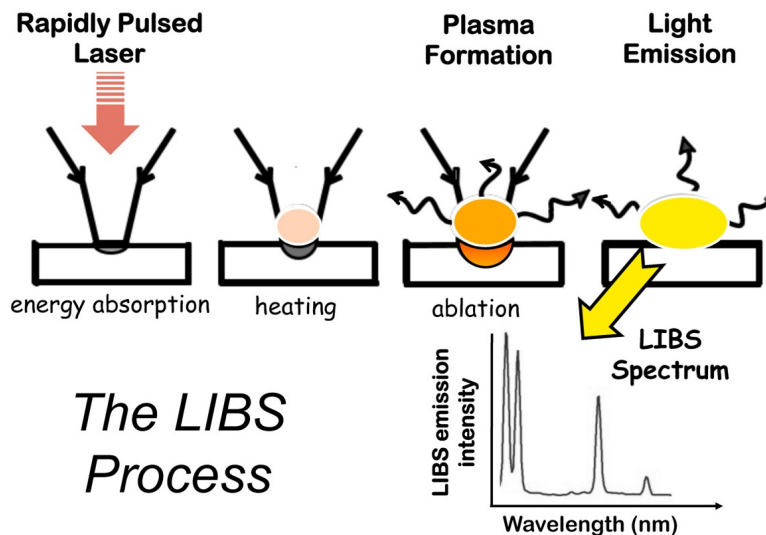 Rapidly Pulsed
Laser
Plasma
Formation
Light
Emission
energy absorption
heating
ablation
LIBS
Spectrum
The LIBS
Process
LIBS emission
intensity
Wavelength (nm)